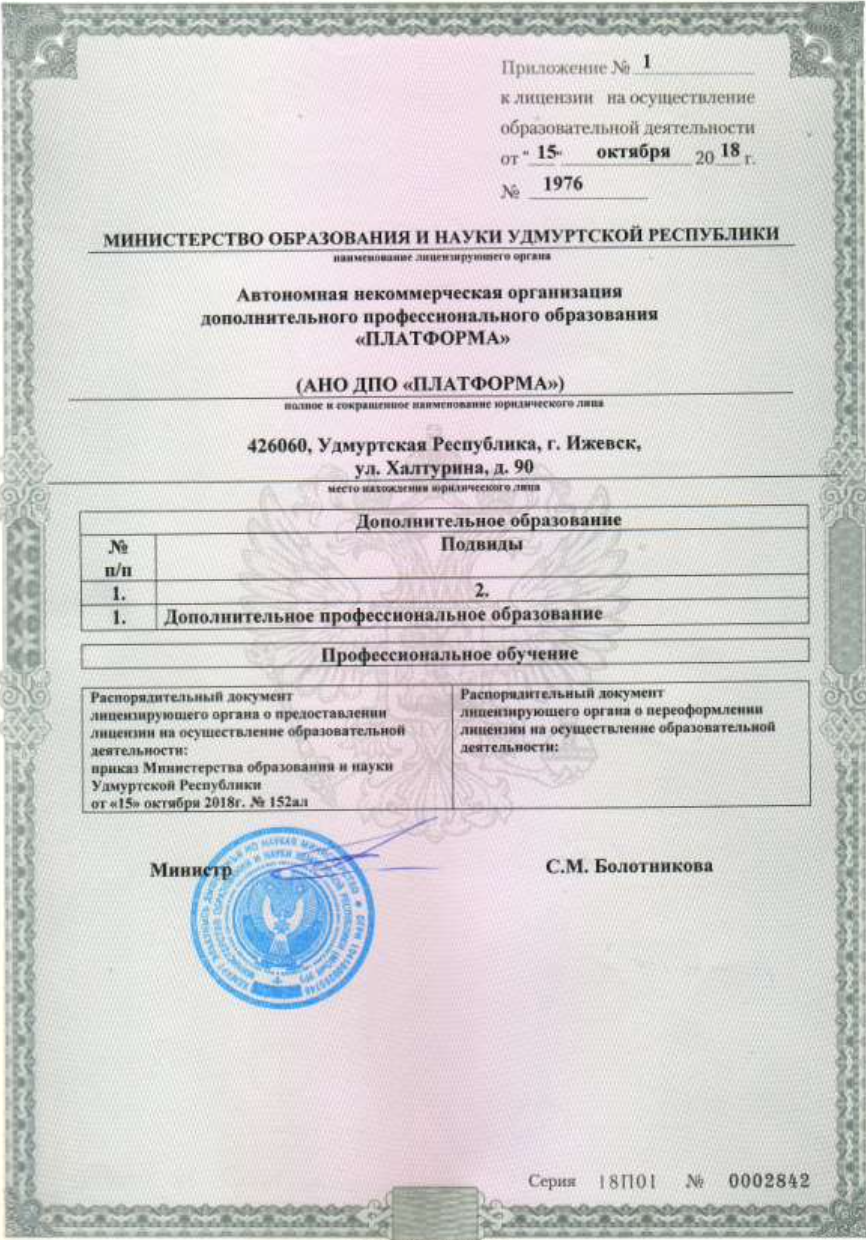 Приложение № 1
к лицензии на осуществление
образовательной деятельности
от " 15" октября 20 18 г.
№ 1976
МИНИСТЕРСТВО ОБРАЗОВАНИЯ И НАУКИ УДМУРТСКОЙ РЕСПУБЛИКИ
наименование лицензирующего органа
Автономная некоммерческая организация
дополнительного профессионального образования
«ПЛАТФОРМА»
(АНО ДПО «ПЛАТФОРМА»)
полное и сокращенное наименование юридического лица
426060, Удмуртская Республика, г. Ижевск,
ул. Халтурина, д. 90
место нахождения юридического лица
Дополнительное образование
№ Подвиды
п/п
1. 2.
1. Дополнительное профессиональное образование
Профессиональное обучение
Распорядительный документ
лицензирующего органа о предоставлении
лицензии на осуществление образовательной
деятельности:
приказ Министерства образования и науки
Удмуртской Республики
от «15» октября 2018г. № 152ал
Распорядительный документ
лицензирующего органа о переоформлении
лицензии на осуществление образовательной
деятельности:
Министр С.М. Болотникова
Серия 18П01 № 0002842